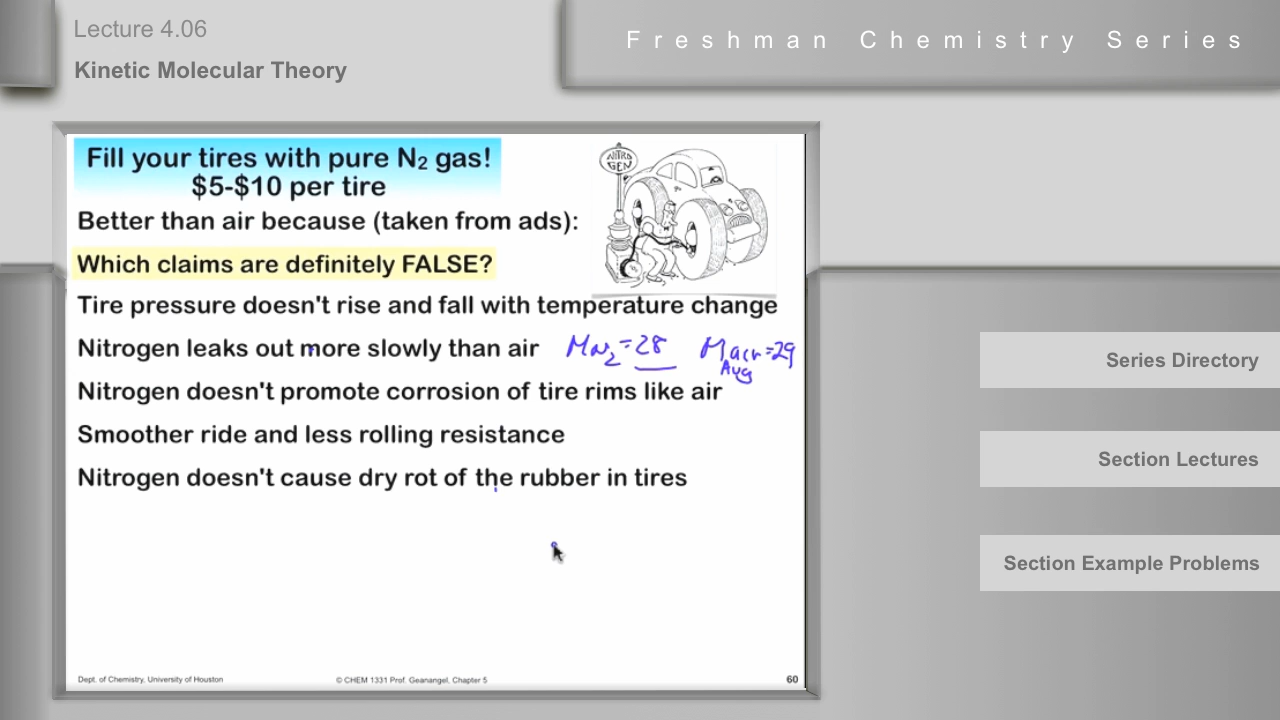 Lecture 4.06
Kinetic Molecular Theory
Freshman Chemistry Series
Fill your tires with pure N₂ gas!
$5-$10 per tire
NITRO
GEN
Better than air because (taken from ads):
Which claims are definitely FALSE?
Tire pressure doesn't rise and fall with temperature change
Nitrogen leaks out more slowly than air M N₂ = 28 M air = 29
Avg
Nitrogen doesn't promote corrosion of tire rims like air
Smoother ride and less rolling resistance
Nitrogen doesn't cause dry rot of the rubber in tires
Series Directory
Section Lectures
Section Example Problems
Dept. of Chemistry, University of Houston © CHEM 1331 Prof. Geanangel, Chapter 5 60